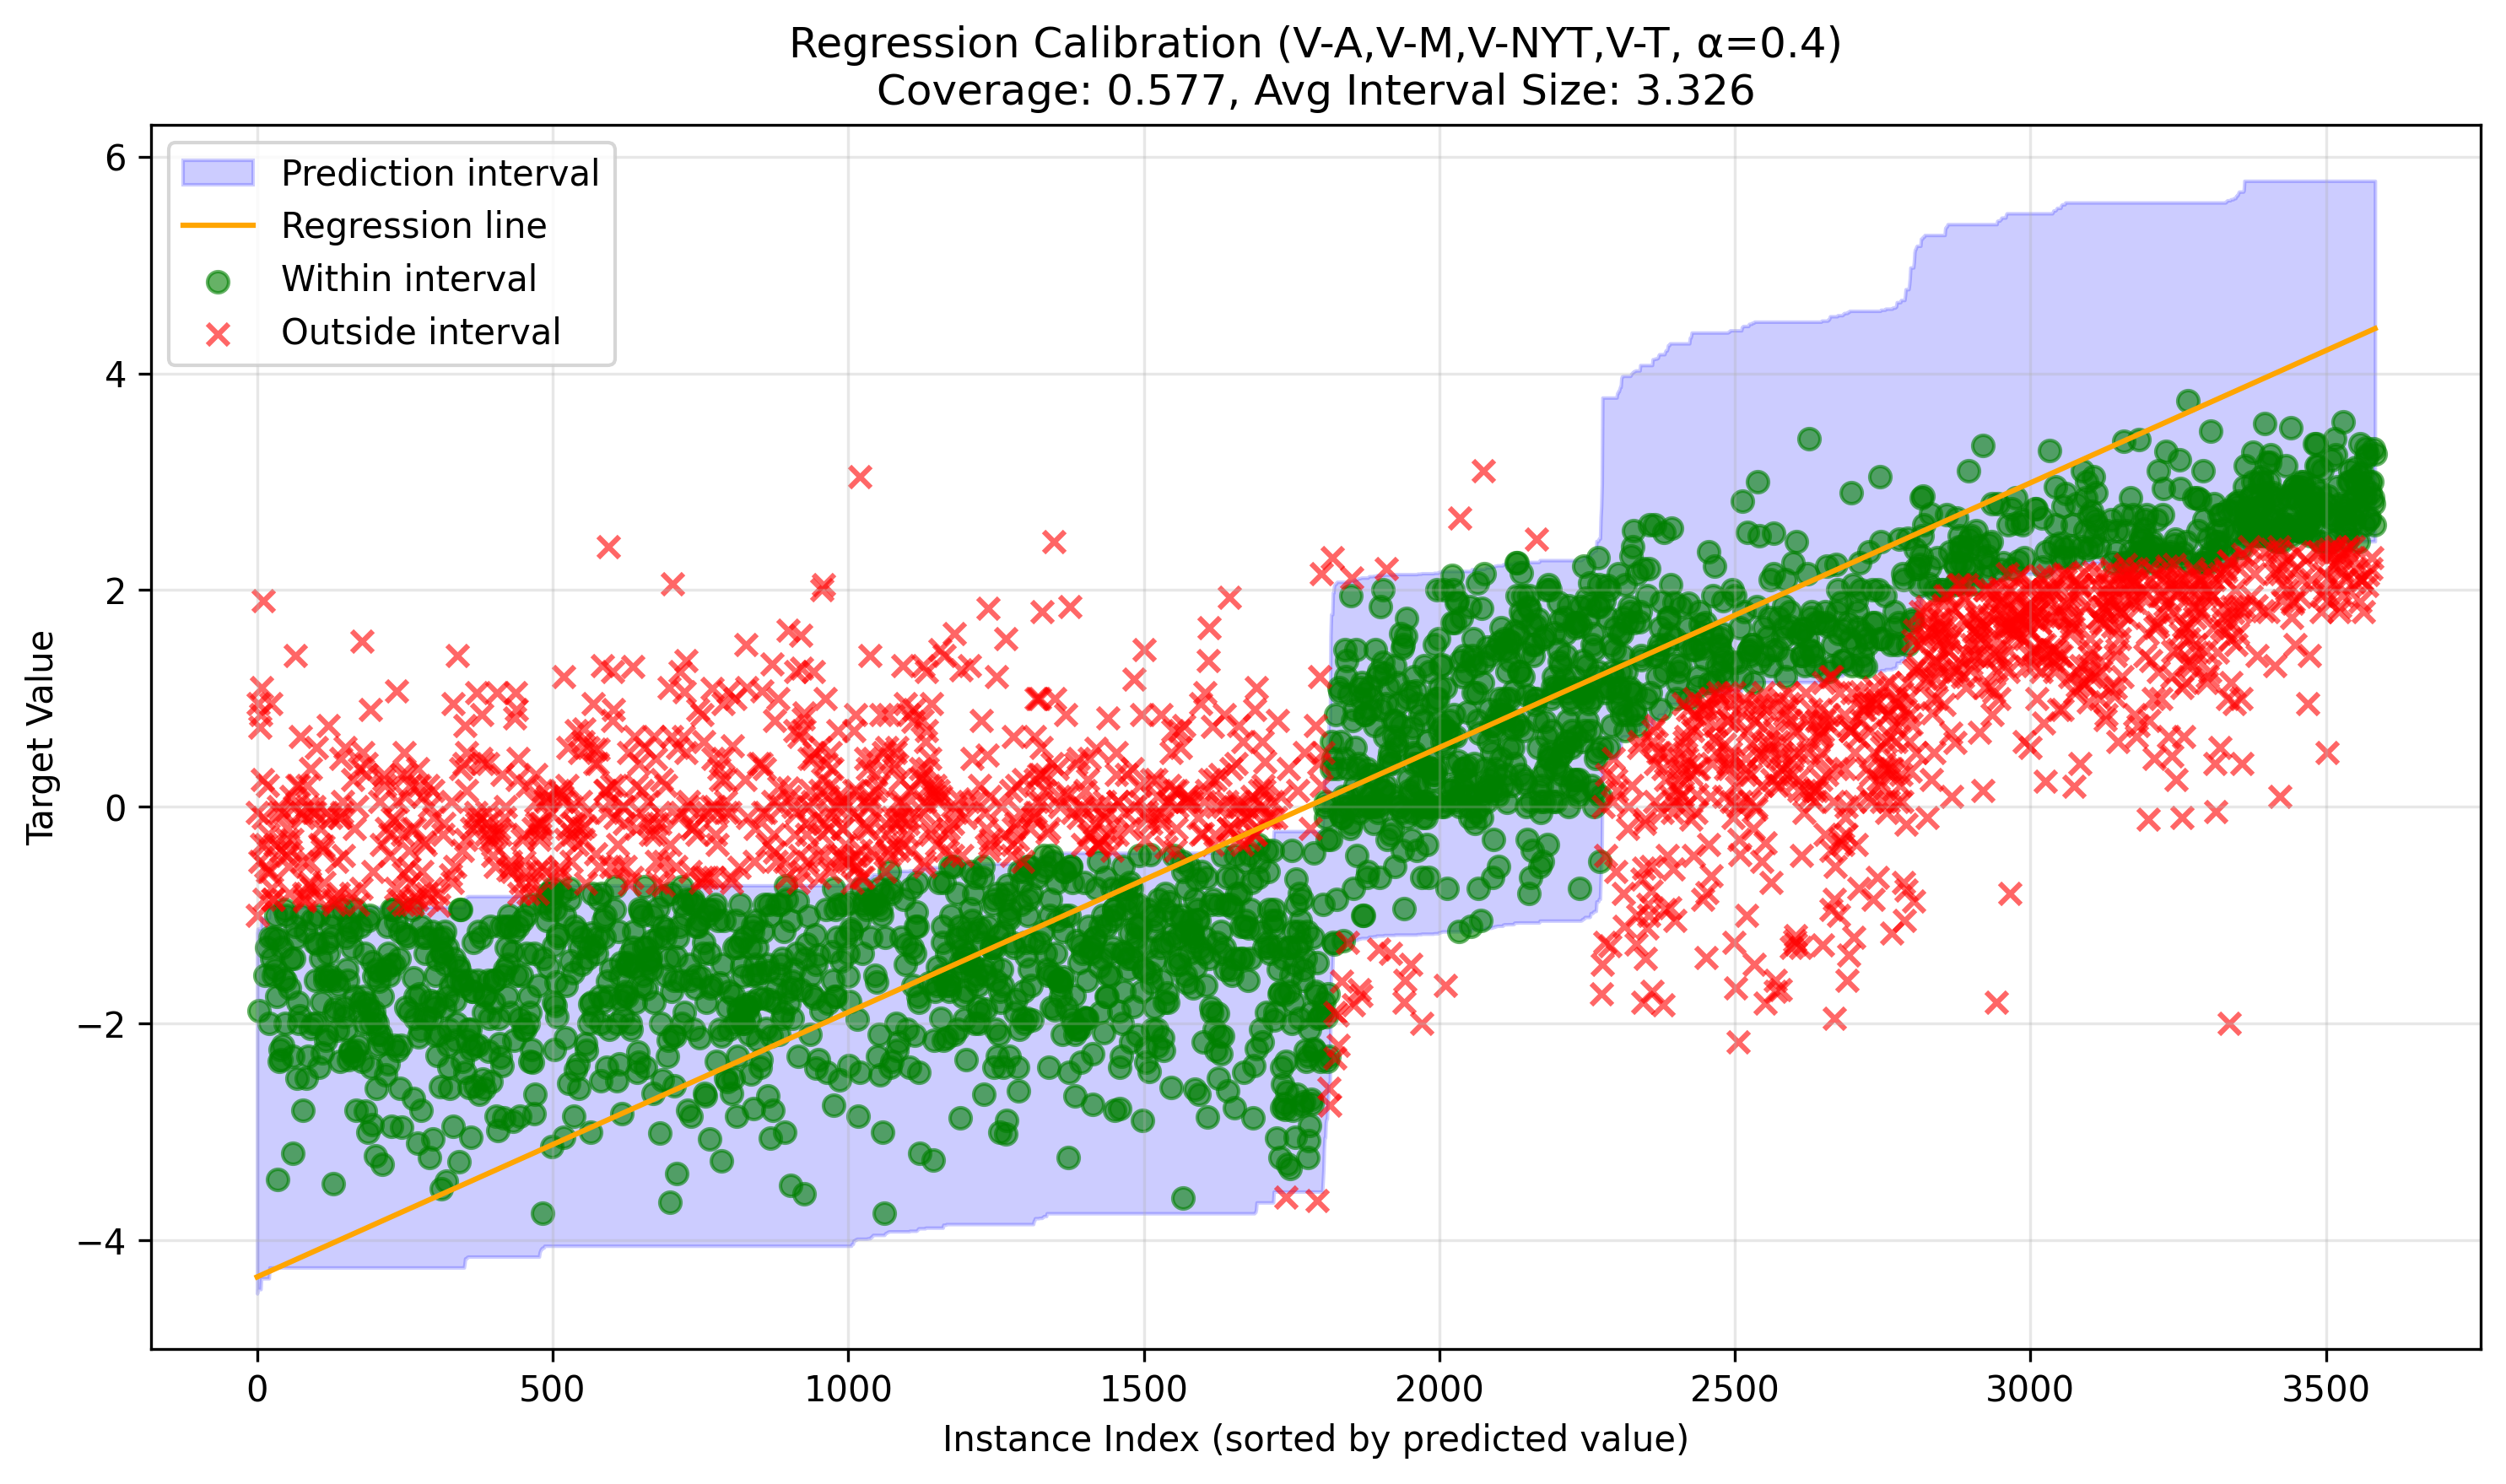 Regression Calibration (V-A,V-M,V-NYT,V-T, α=0.4)
Coverage: 0.577, Avg Interval Size: 3.326
Prediction interval
Regression line
Within interval
Outside interval
6
4
2
0
−2
−4
Target Value
0 500 1000 1500 2000 2500 3000 3500
Instance Index (sorted by predicted value)